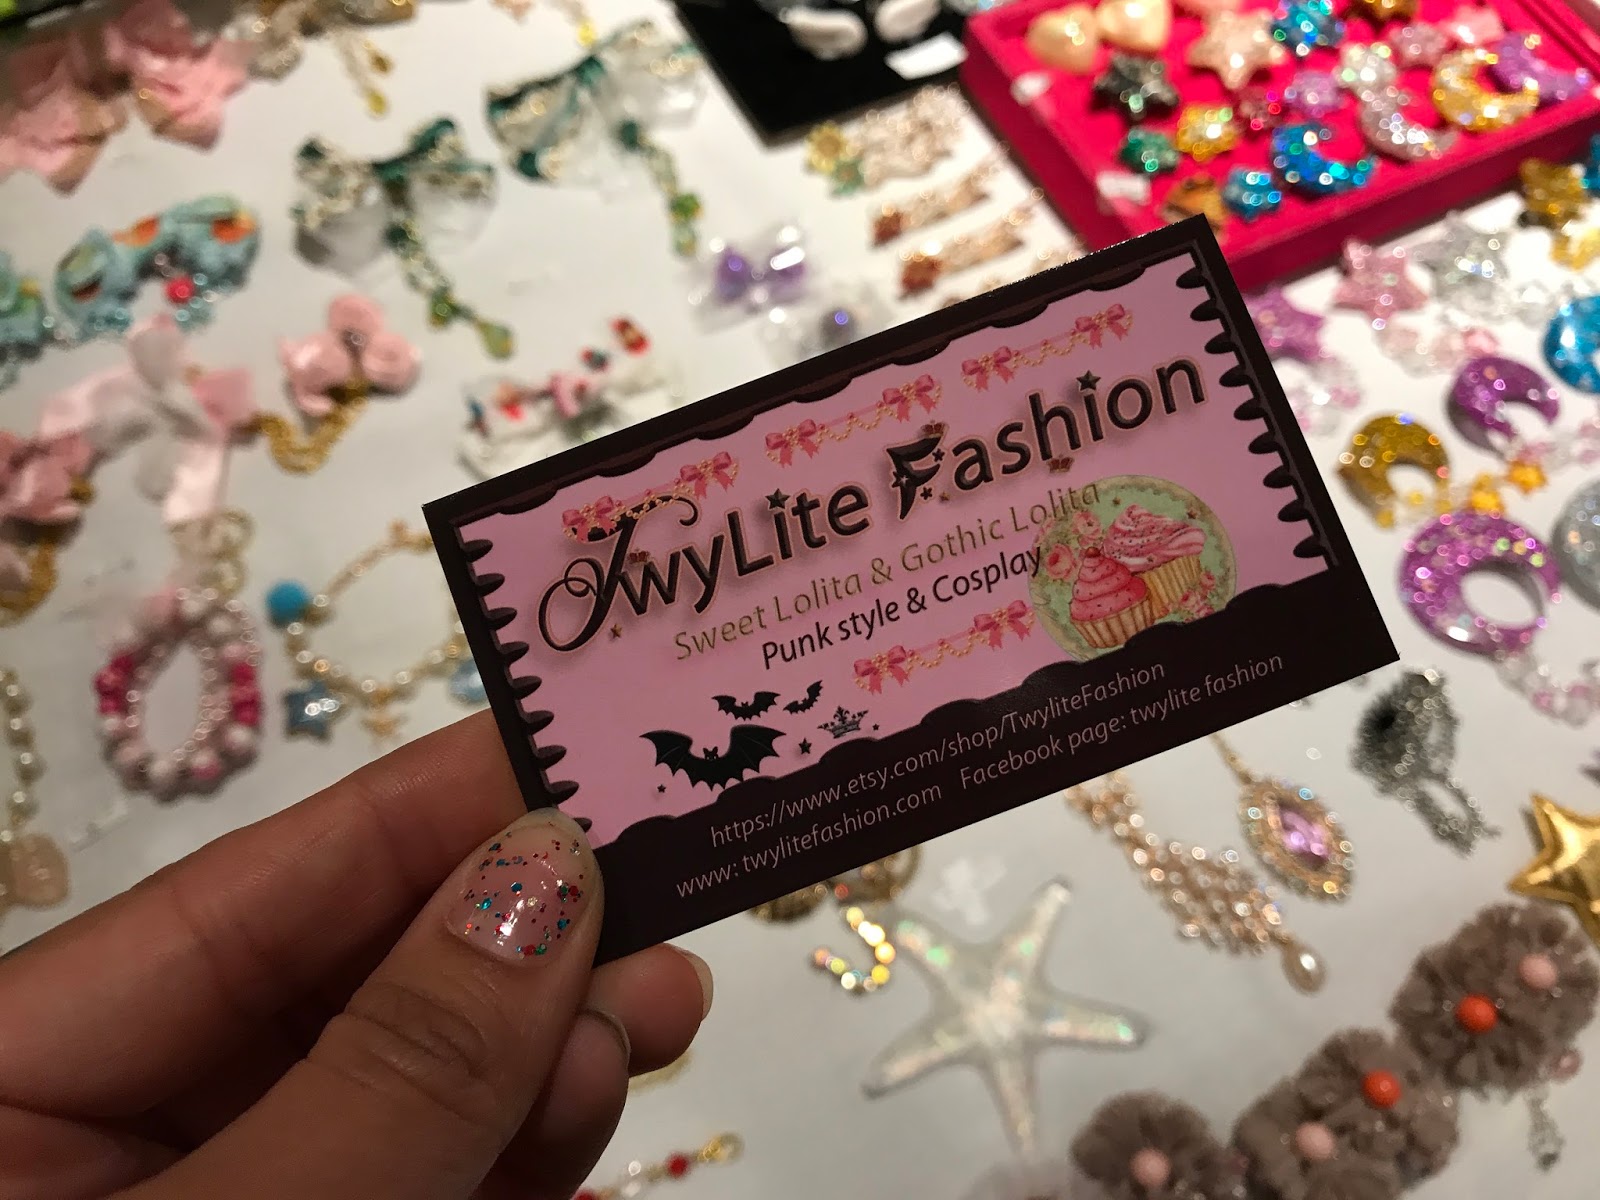 TwyLite Fashion
Sweet Lolita & Gothic Lolita
Punk style & Cosplay
https://www.etsy.com/shop/TwyliteFashion
www: twylitefashion.com Facebook page: twylite fashion